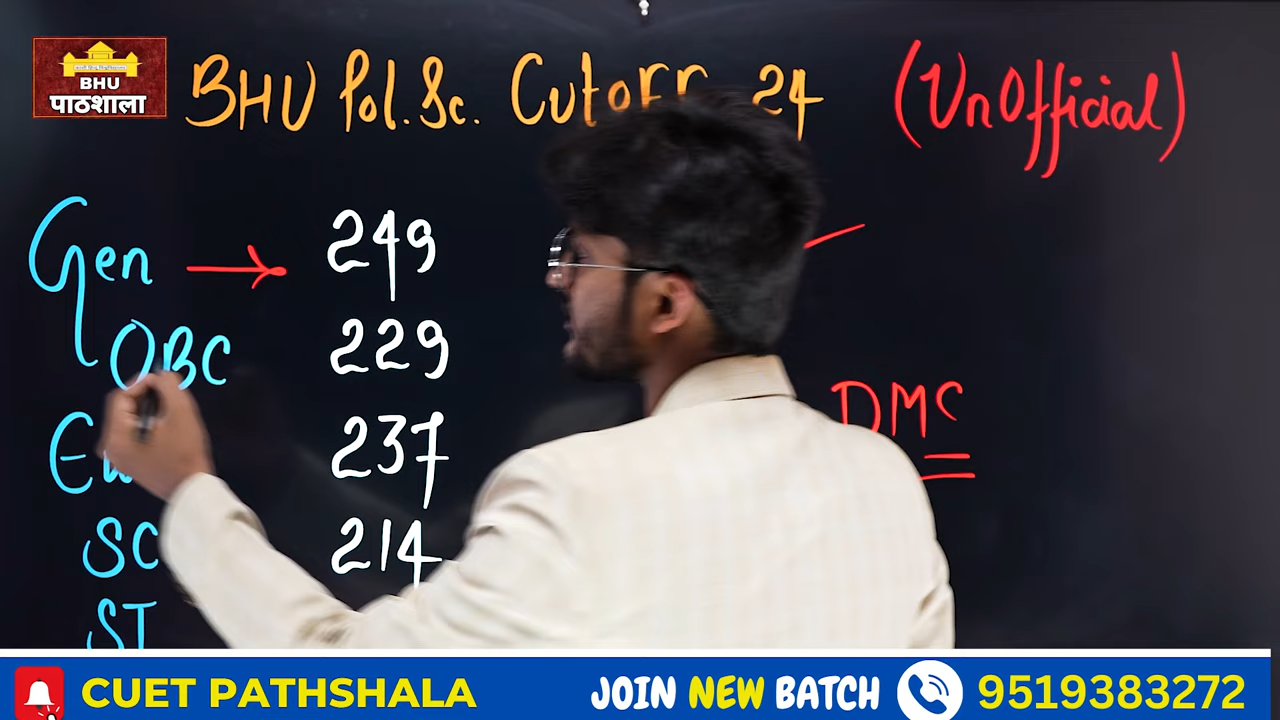 BHU
पाठशाला
BHU Pol.Sc. Cutoff 24 (UnOfficial)
Gen → 249
OBC 229
237
SC 214
ST
DMC
CUET PATHSHALA JOIN NEW BATCH 9519383272